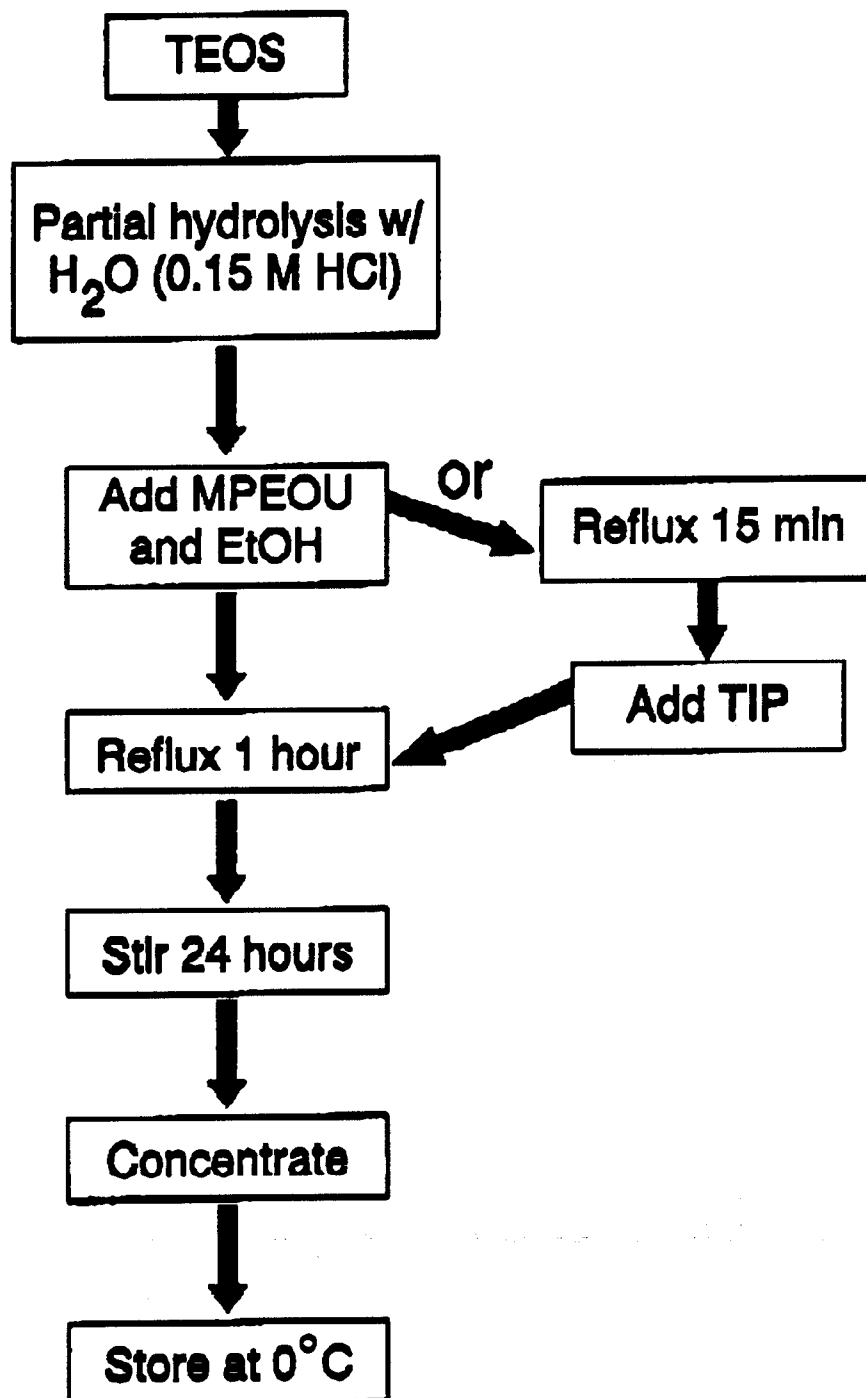 TEOS
Partial hydrolysis w/
H₂O (0.15 M HCl)
Add MPEOU
and EtOH
or
Reflux 15 min
Add TIP
Reflux 1 hour
Stir 24 hours
Concentrate
Store at 0°C